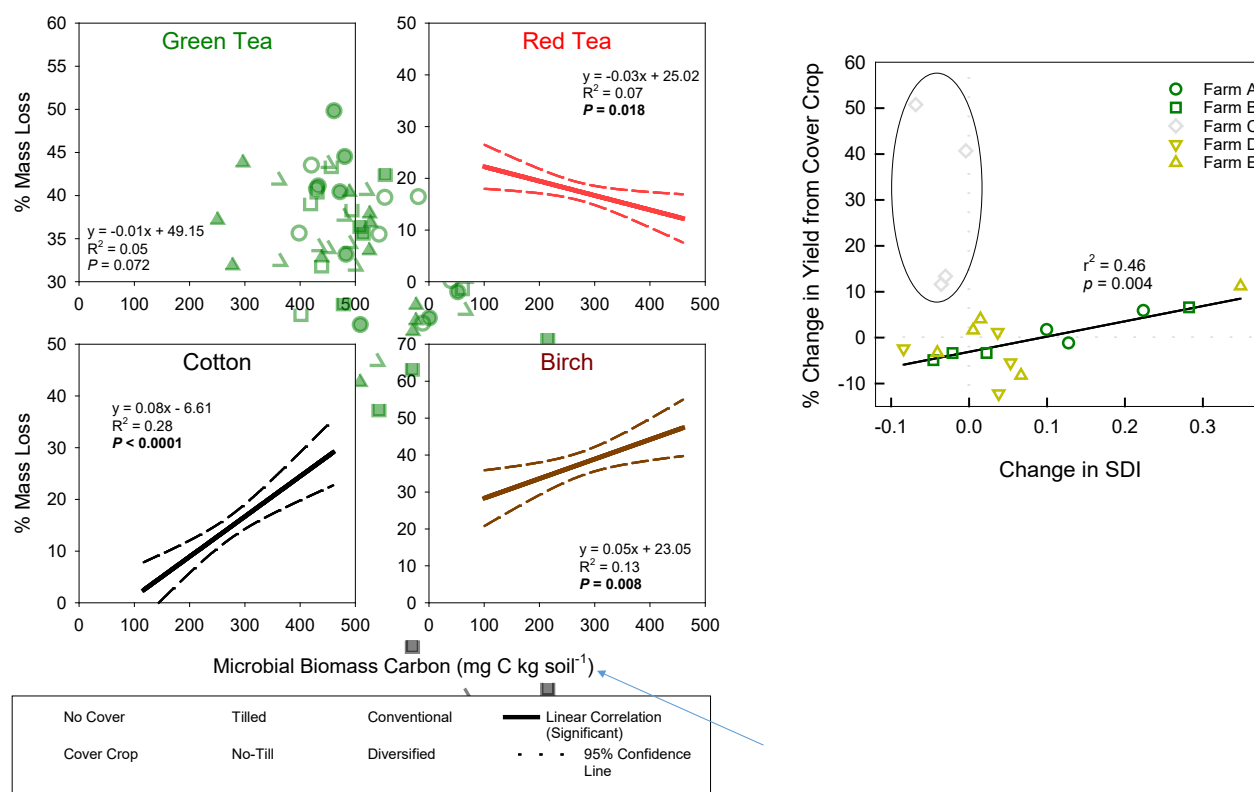 Green Tea
60
55
50
45
40
35
30
% Mass Loss
y = -0.01x + 49.15
R² = 0.05
P = 0.072
0 100 200 300 400 500
Red Tea
50
40
30
20
10
0
y = -0.03x + 25.02
R² = 0.07
P = 0.018
0 100 200 300 400 500
Cotton
50
40
30
20
10
0
% Mass Loss
y = 0.08x - 6.61
R² = 0.28
P < 0.0001
0 100 200 300 400 500
Birch
70
60
50
40
30
20
10
0
y = 0.05x + 23.05
R² = 0.13
P = 0.008
0 100 200 300 400 500
Microbial Biomass Carbon (mg C kg soil⁻¹)
No Cover
Tilled
Conventional
Linear Correlation
(Significant)
Cover Crop
No-Till
Diversified
95% Confidence
Line
% Change in Yield from Cover Crop
60
50
40
30
20
10
0
-10
Farm A
Farm B
Farm C
Farm D
Farm E
r² = 0.46
p = 0.004
-0.1 0.0 0.1 0.2 0.3
Change in SDI